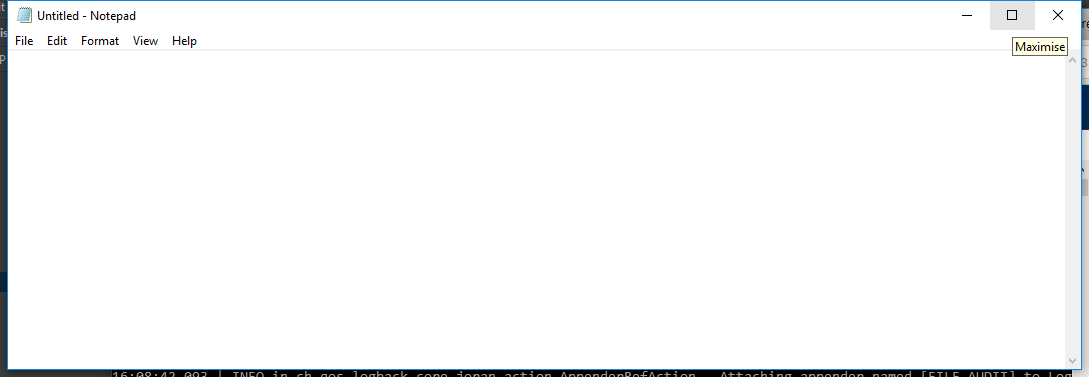 Untitled - Notepad
File Edit Format View Help
Maximise
16:08:42,093 | INFO in ch.qos.logback.core.joran.action.AppenderRefAction - Attaching appender named [FILE_AUDIT] to Log